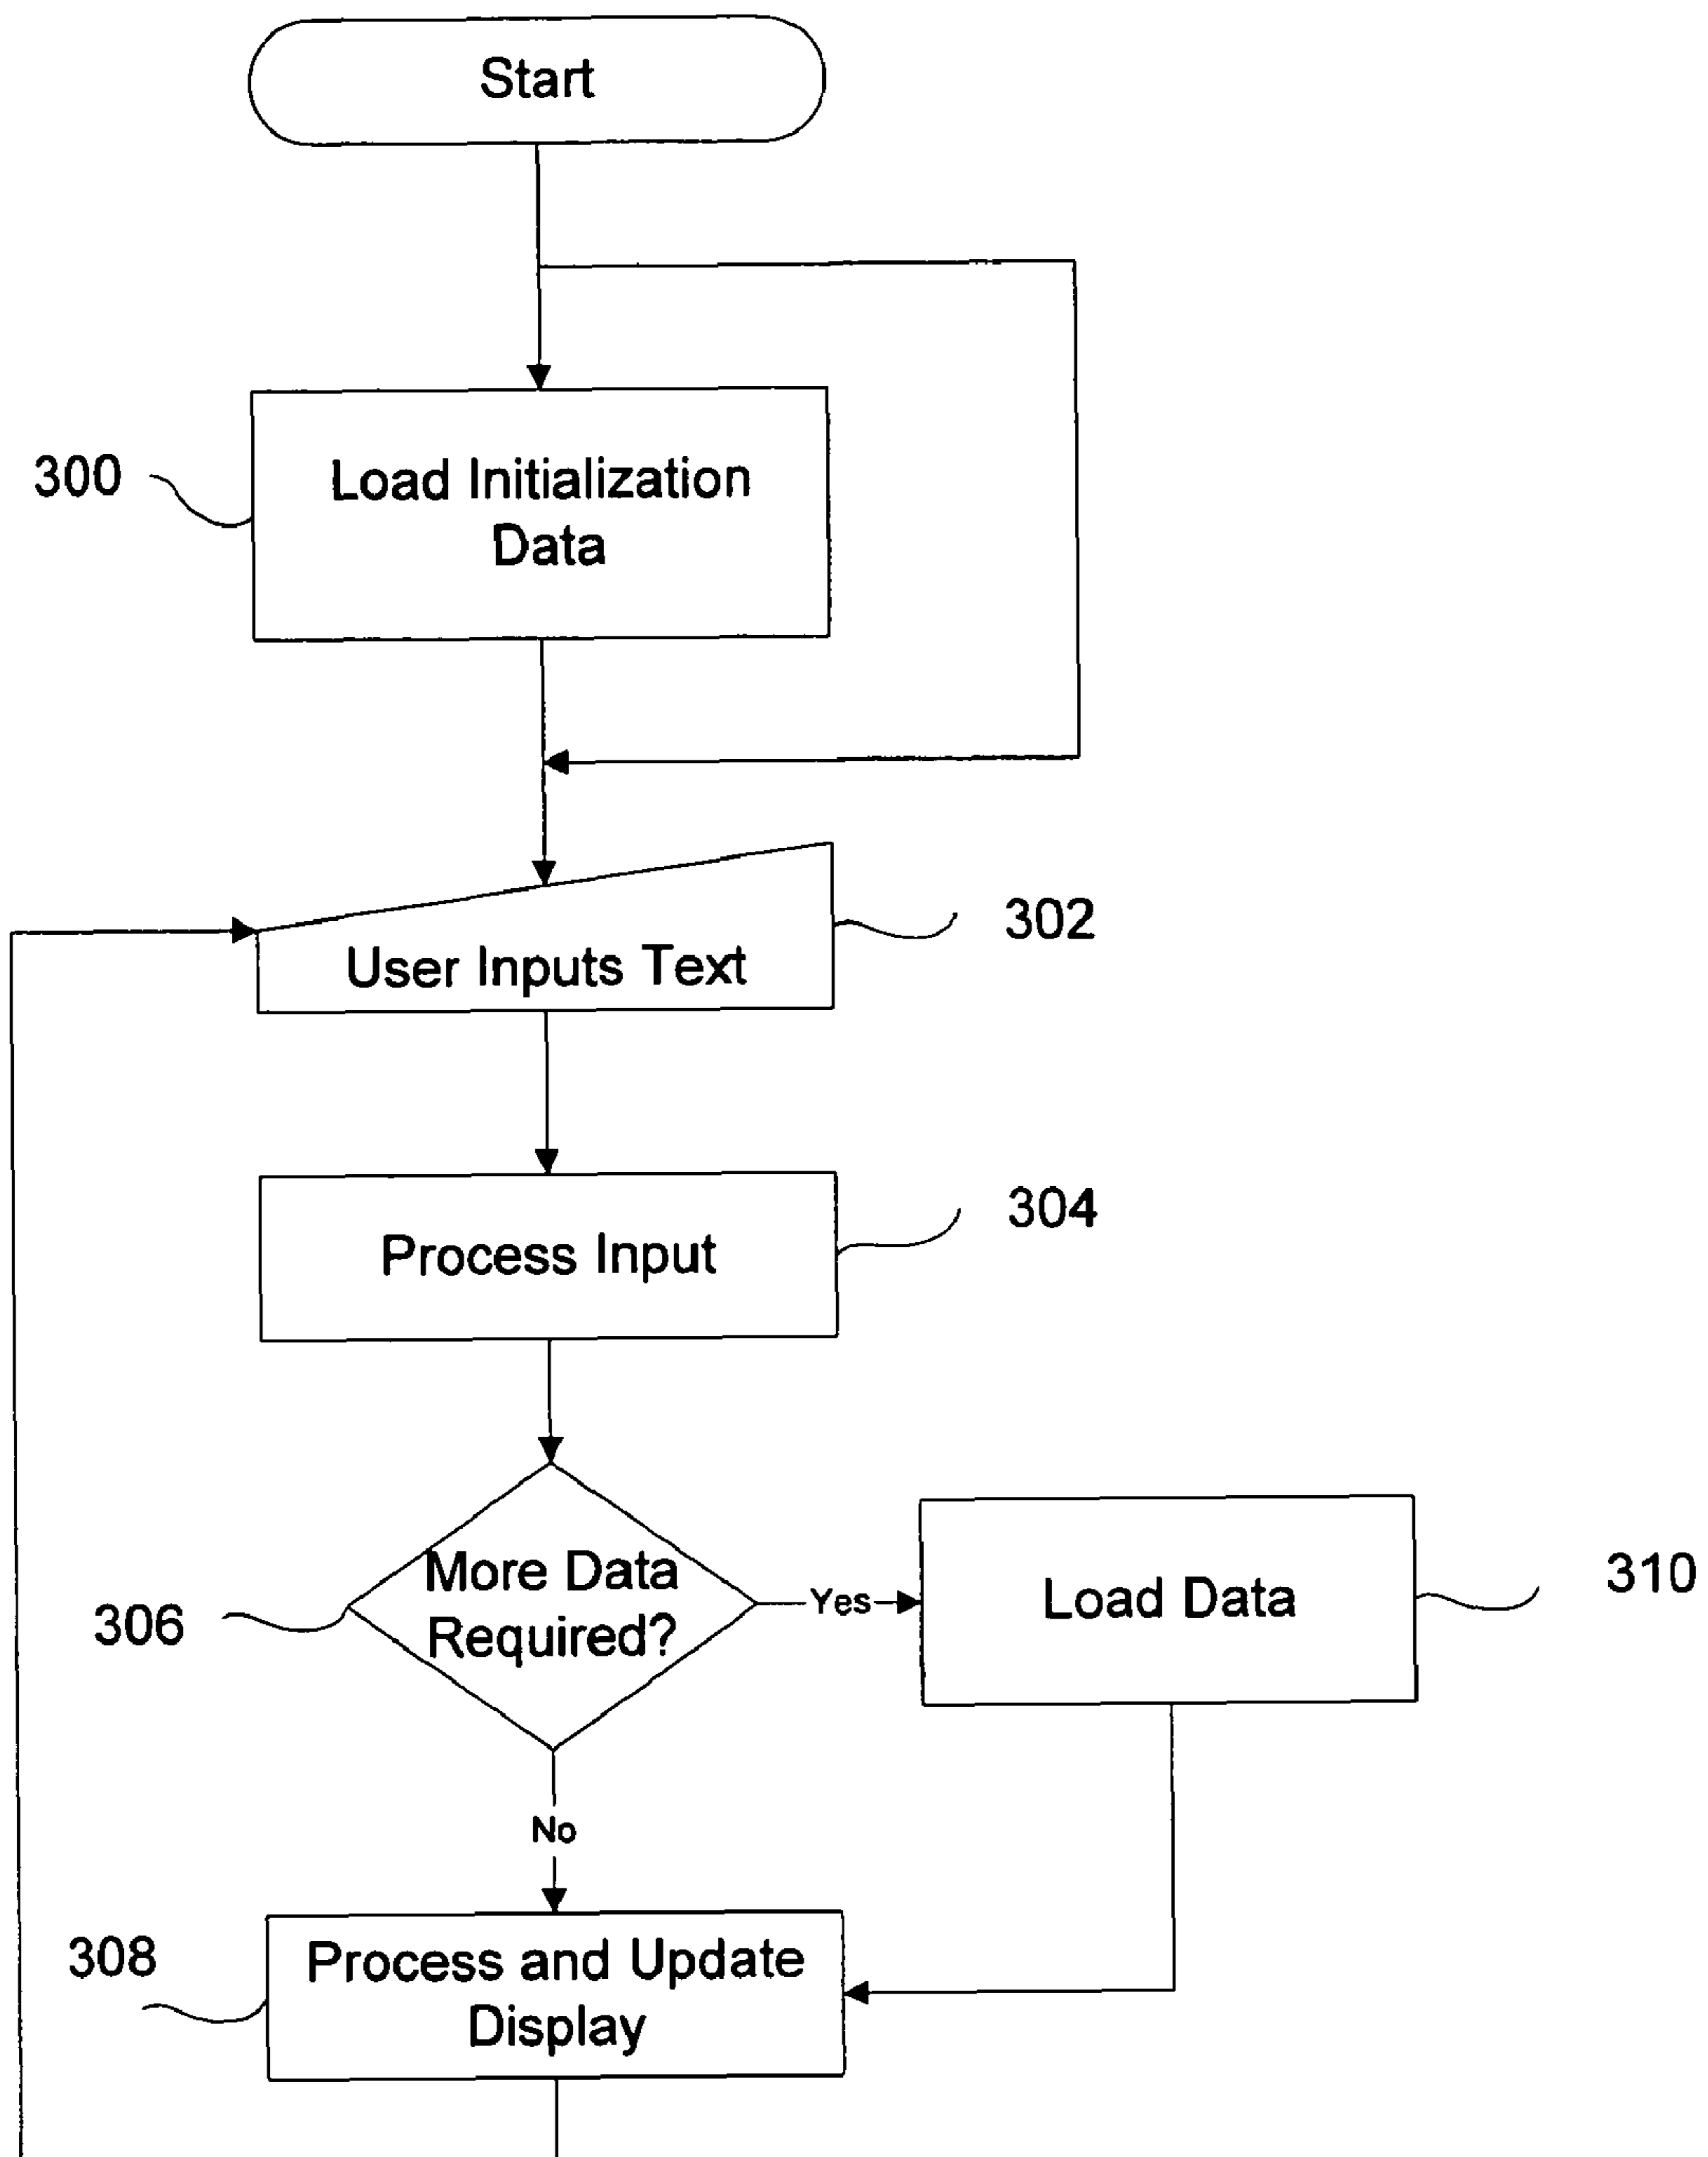 Start
300
Load Initialization
Data
302
User Inputs Text
304
Process Input
More Data
Required?
306
Yes
Load Data
310
No
308
Process and Update
Display